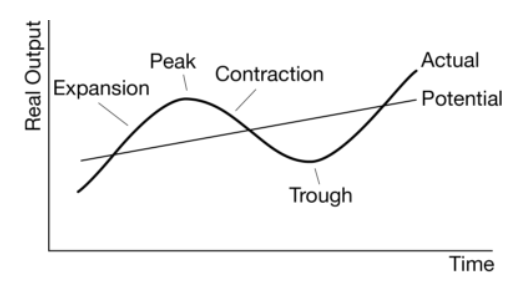 Real Output
Expansion
Peak
Contraction
Trough
Actual
Potential
Time